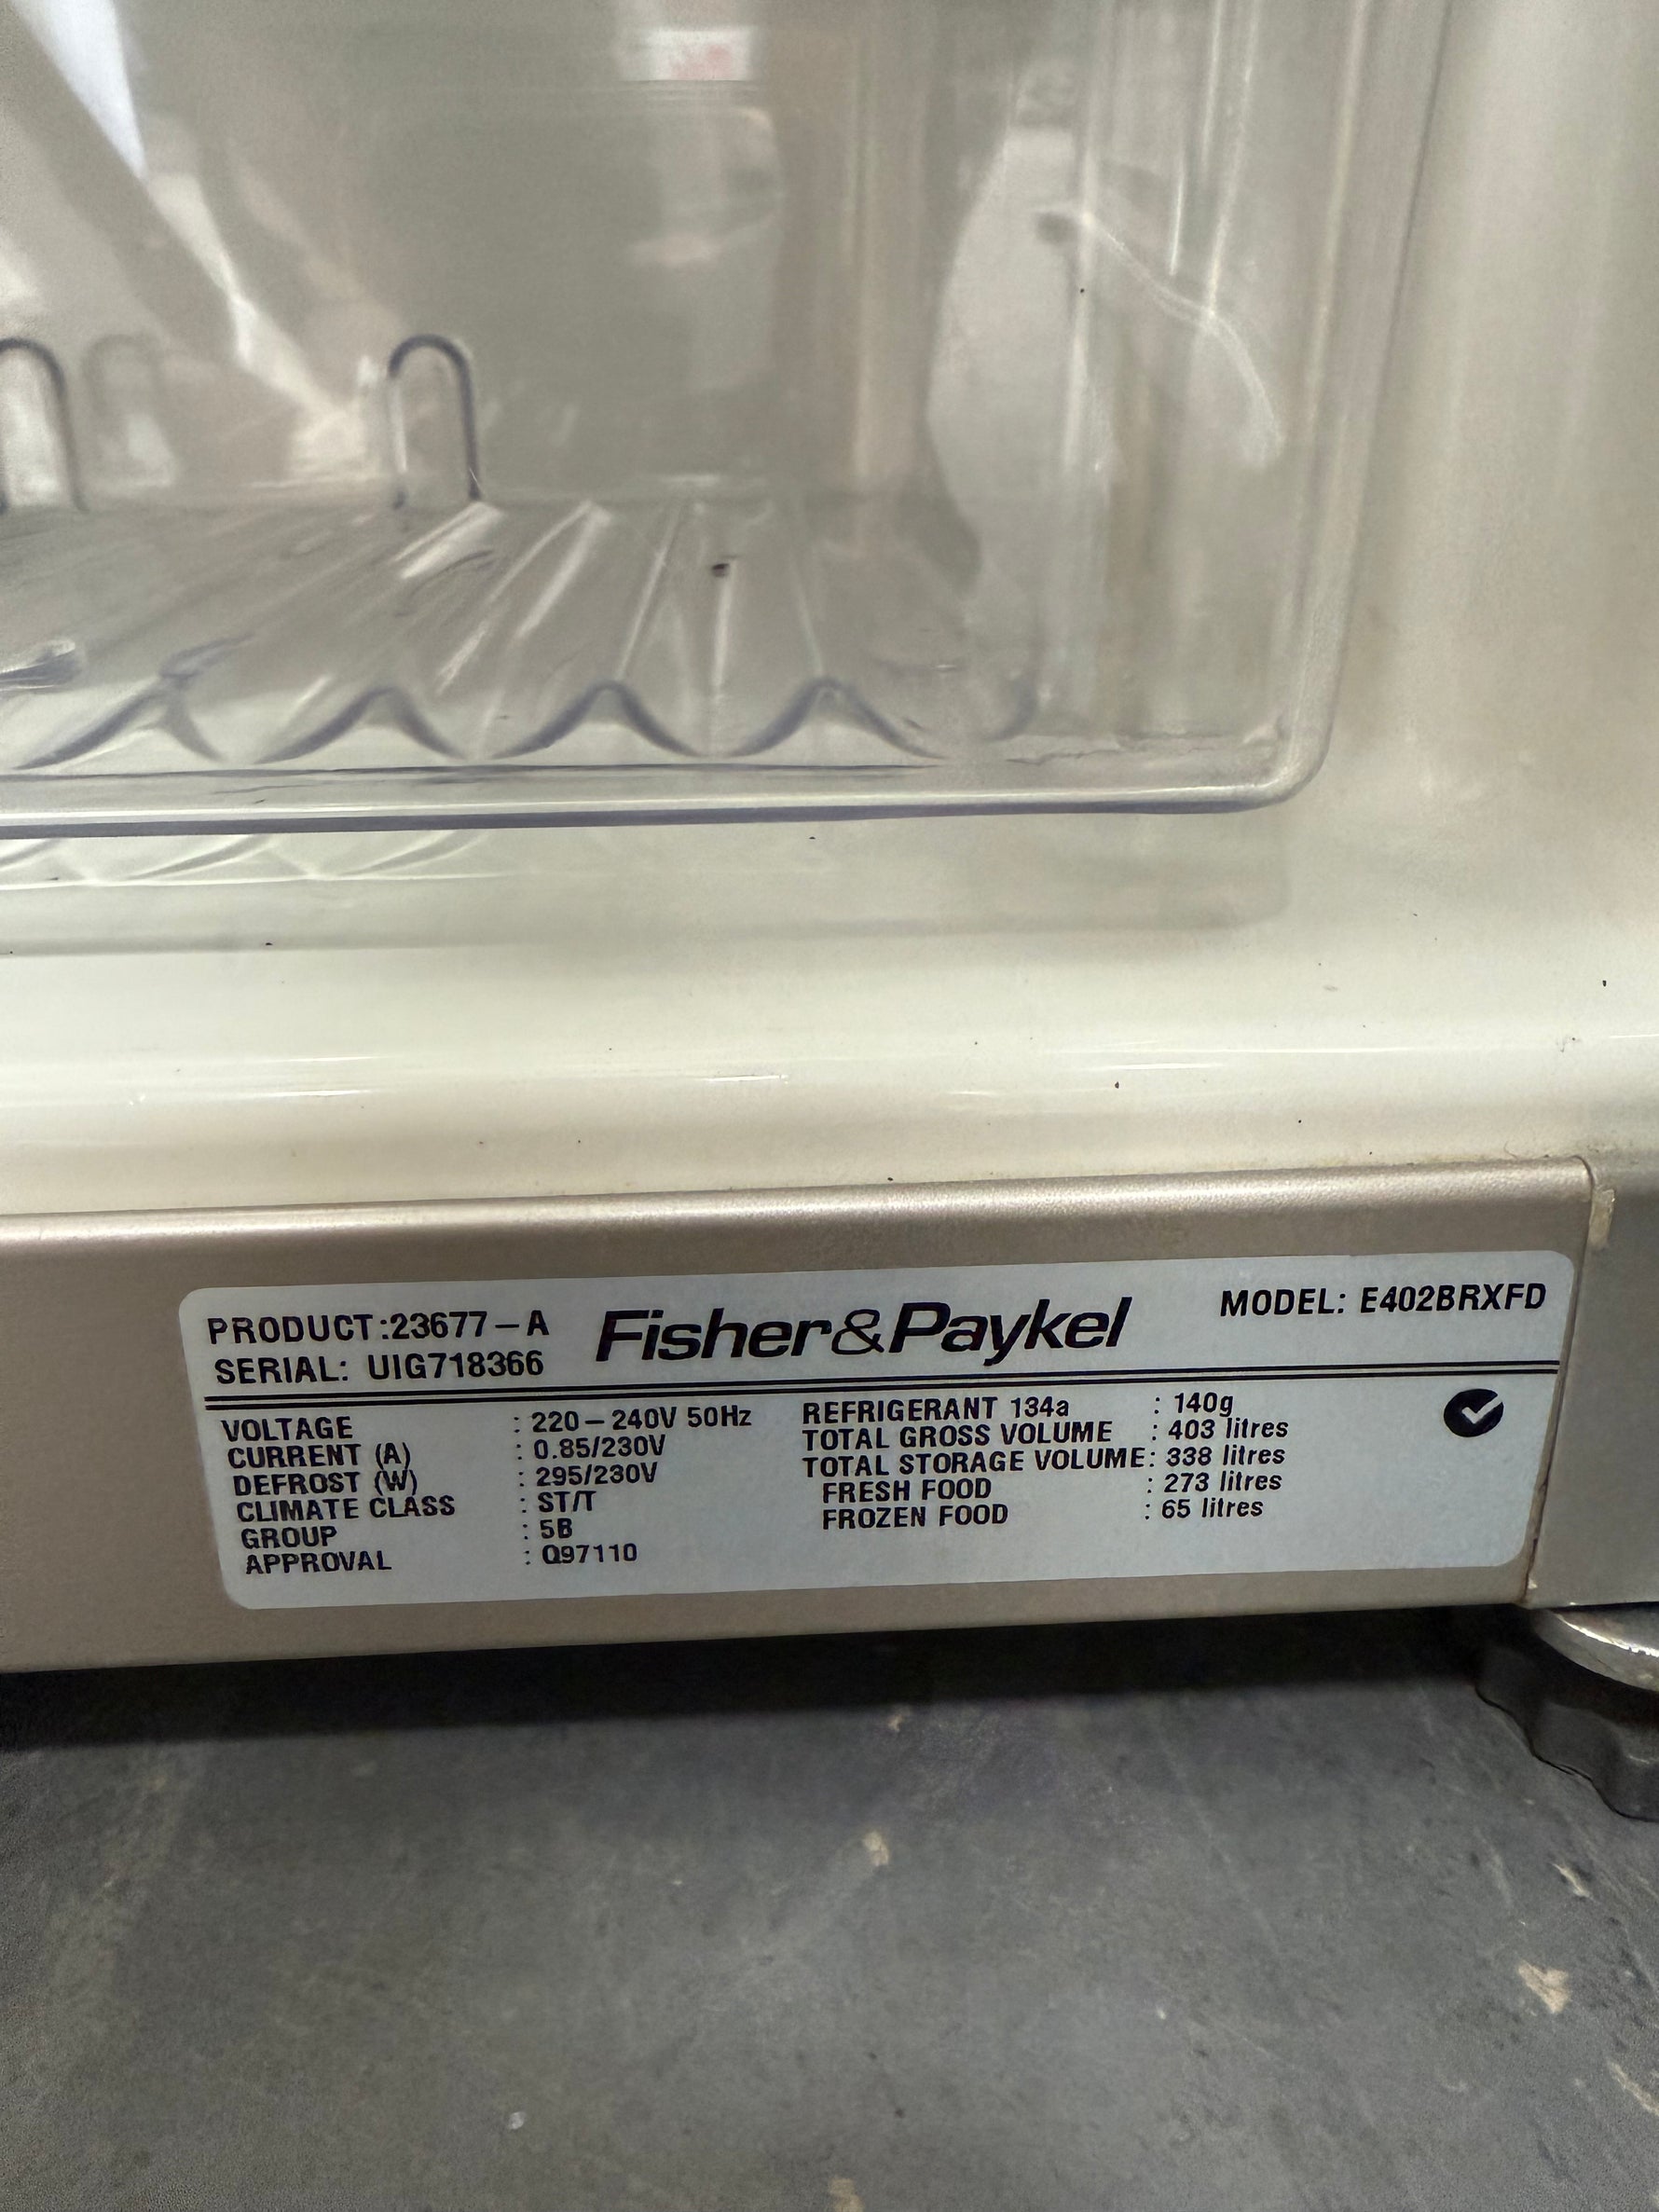 PRODUCT:23677-A
SERIAL: UIG718366
Fisher&Paykel
MODEL: E402BRXFD
VOLTAGE : 220-240V 50Hz
CURRENT (A) : 0.85/230V
DEFROST (W) : 295/230V
CLIMATE CLASS : ST/T
GROUP : 5B
APPROVAL : Q97110
REFRIGERANT 134a : 140g
TOTAL GROSS VOLUME : 403 litres
TOTAL STORAGE VOLUME: 338 litres
FRESH FOOD : 273 litres
FROZEN FOOD : 65 litres